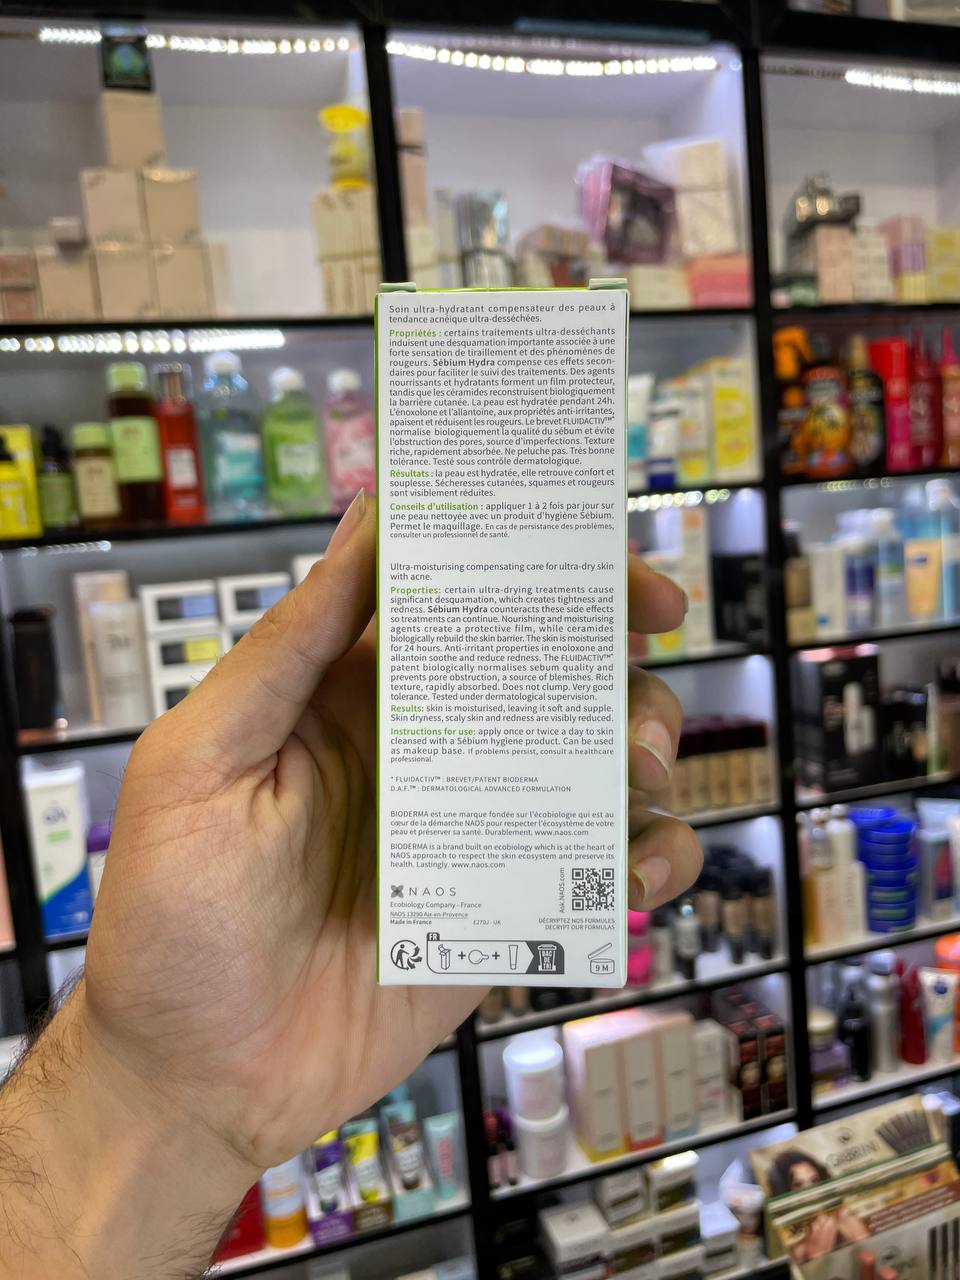 Soin ultra-hydratant compensateur des peaux à
tendance acnéique ultra-desséchées.
Propriétés : certains traitements ultra-desséchants
induisent une desquamation importante associée à une
forte sensation de tiraillement et des phénomènes de
rougeurs. Sébium Hydra compense ces effets secon-
daires pour faciliter le suivi des traitements. Des agents
nourrissants et hydratants forment un film protecteur,
tandis que les céramides reconstruisent biologiquement
la barrière cutanée. La peau est hydratée pendant 24h.
L'énoxolone et l'allantoïne, aux propriétés anti-irritantes,
apaisent et réduisent les rougeurs. Le brevet FLUIDACTIV™*
normalise biologiquement la qualité du sébum et évite
l'obstruction des pores, source d'imperfections. Texture
riche, rapidement absorbée. Ne peluche pas. Très bonne
tolérance. Testé sous contrôle dermatologique.
Résultats : la peau est hydratée, elle retrouve confort et
souplesse. Sécheresses cutanées, squames et rougeurs
sont visiblement réduites.
Conseils d'utilisation : appliquer 1 à 2 fois par jour sur
une peau nettoyée avec un produit d'hygiène Sébium.
Permet le maquillage. En cas de persistance des problèmes,
consulter un professionnel de santé.
Ultra-moisturising compensating care for ultra-dry skin
with acne.
Properties: certain ultra-drying treatments cause
significant desquamation, which creates tightness and
redness. Sébium Hydra counteracts these side effects
so treatments can continue. Nourishing and moisturising
agents create a protective film, while ceramides
biologically rebuild the skin barrier. The skin is moisturised
for 24 hours. Anti-irritant properties in enoloxone and
allantoin soothe and reduce redness. The FLUIDACTIV™*
patent biologically normalises sebum quality and
prevents pore obstruction, a source of blemishes. Rich
texture, rapidly absorbed. Does not clump. Very good
tolerance. Tested under dermatological supervision.
Results: skin is moisturised, leaving it soft and supple.
Skin dryness, scaly skin and redness are visibly reduced.
Instructions for use: apply once or twice a day to skin
cleansed with a Sébium hygiene product. Can be used
as makeup base. If problems persist, consult a healthcare
professional.
* FLUIDACTIV™ : BREVET/PATENT BIODERMA
D.A.F.™ : DERMATOLOGICAL ADVANCED FORMULATION
BIODERMA est une marque fondée sur l'écobiologie qui est au
cœur de la démarche NAOS pour respecter l'écosystème de votre
peau et préserver sa santé. Durablement, www.naos.com
BIODERMA is a brand built on ecobiology which is at the heart of
NAOS approach to respect the skin ecosystem and preserve its
health. Lastingly. www.naos.com
NAOS
Ecobiology Company - France
NAOS 13290 Aix-en-Provence
Made in France E27DJ - UK
Ask.NAOS.com
DÉCRYPTEZ NOS FORMULES
DECRYPT OUR FORMULAS
FR
BAC
DE
TRI
9 M